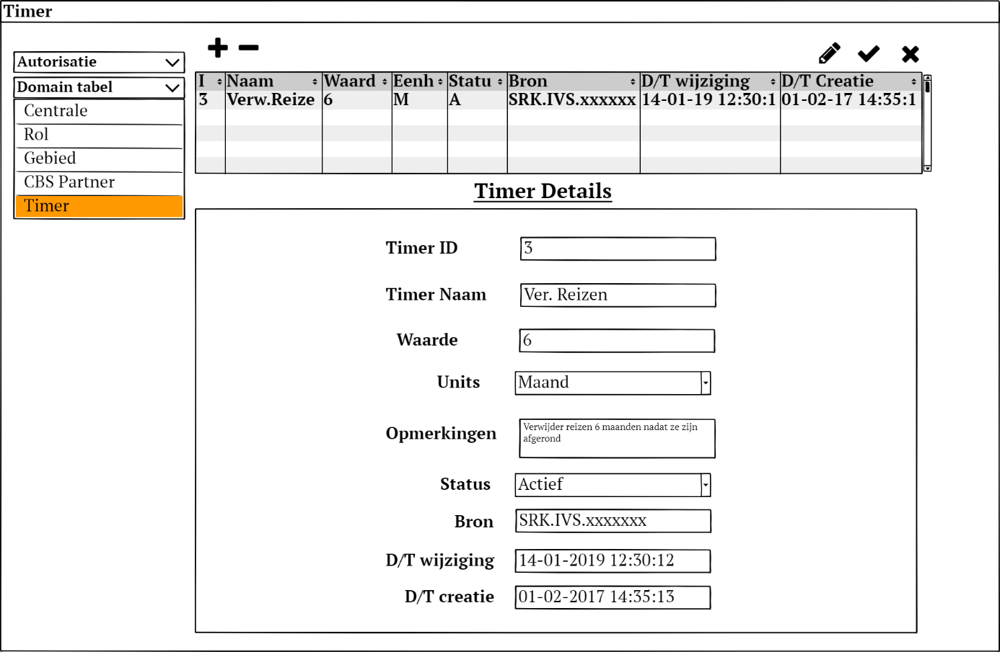 Timer
Autorisatie
Domain tabel
Centrale
Rol
Gebied
CBS Partner
Timer
I Naam Waard Eenh Statu Bron D/T wijziging D/T Creatie
3 Verw.Reize 6 M A SRK.IVS.xxxxxx 14-01-19 12:30:1 01-02-17 14:35:1
Timer Details
Timer ID 3
Timer Naam Ver. Reizen
Waarde 6
Units Maand
Opmerkingen Verwijder reizen 6 maanden nadat ze zijn
afgerond
Status Actief
Bron SRK.IVS.xxxxxxx
D/T wijziging 14-01-2019 12:30:12
D/T creatie 01-02-2017 14:35:13